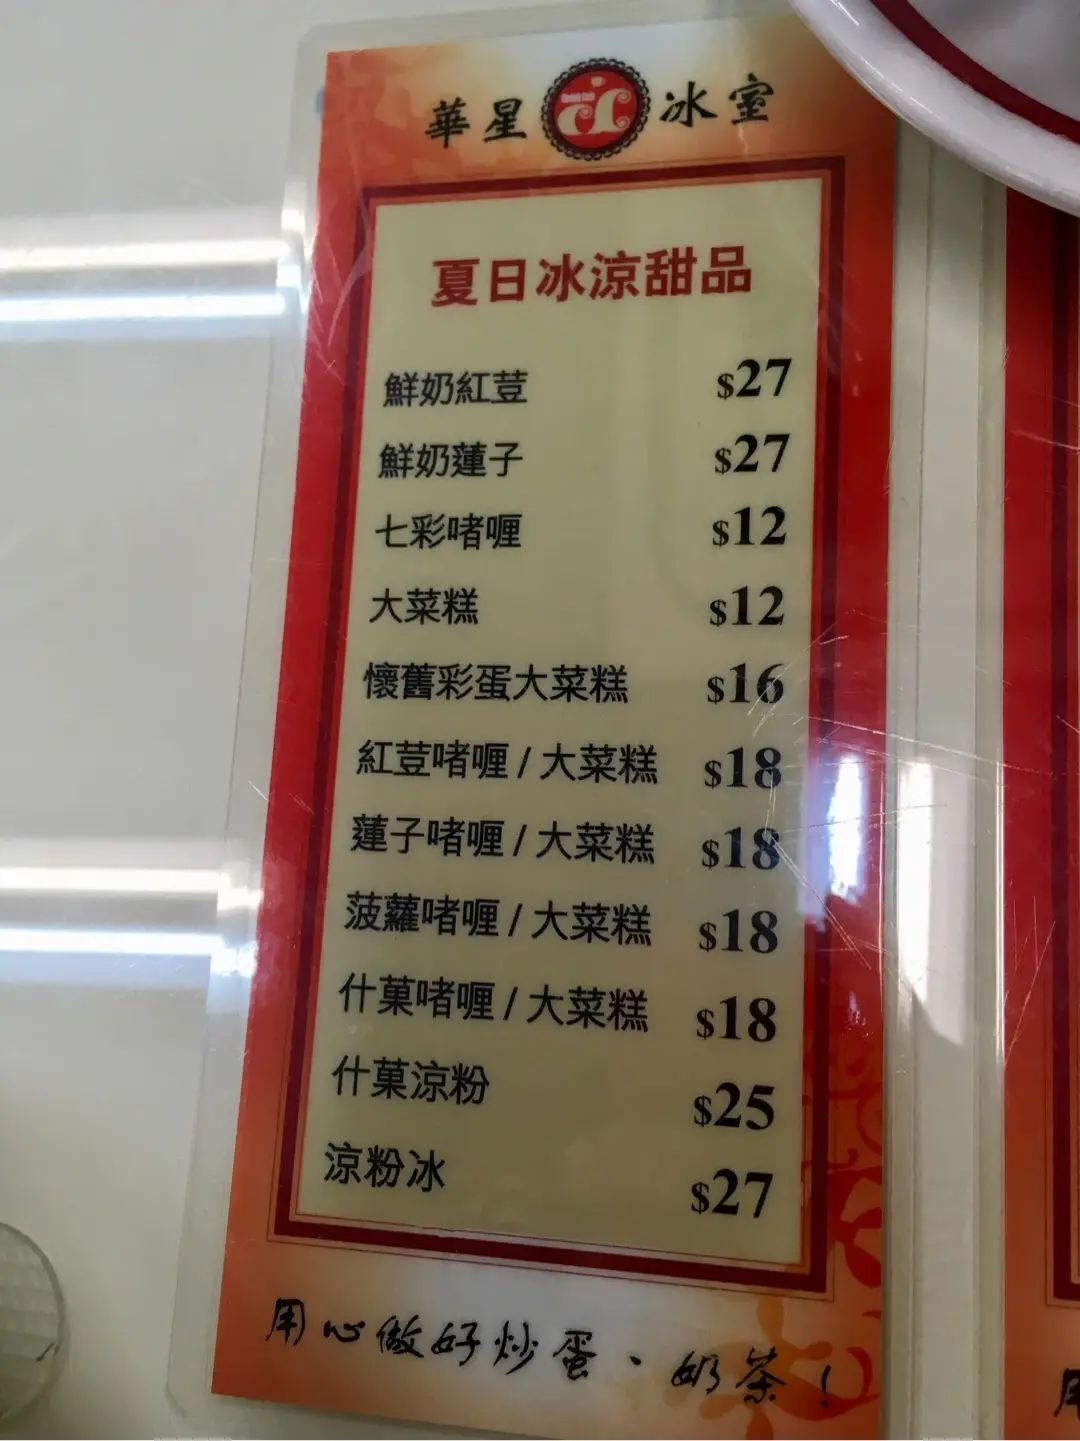 華星冰室
夏日冰涼甜品
鮮奶紅荳 $27
鮮奶蓮子 $27
七彩啫喱 $12
大菜糕 $12
懷舊彩蛋大菜糕 $16
紅荳啫喱 / 大菜糕 $18
蓮子啫喱 / 大菜糕 $18
菠蘿啫喱 / 大菜糕 $18
什菓啫喱 / 大菜糕 $18
什菓涼粉 $25
涼粉冰 $27
用心做好炒蛋、奶茶！